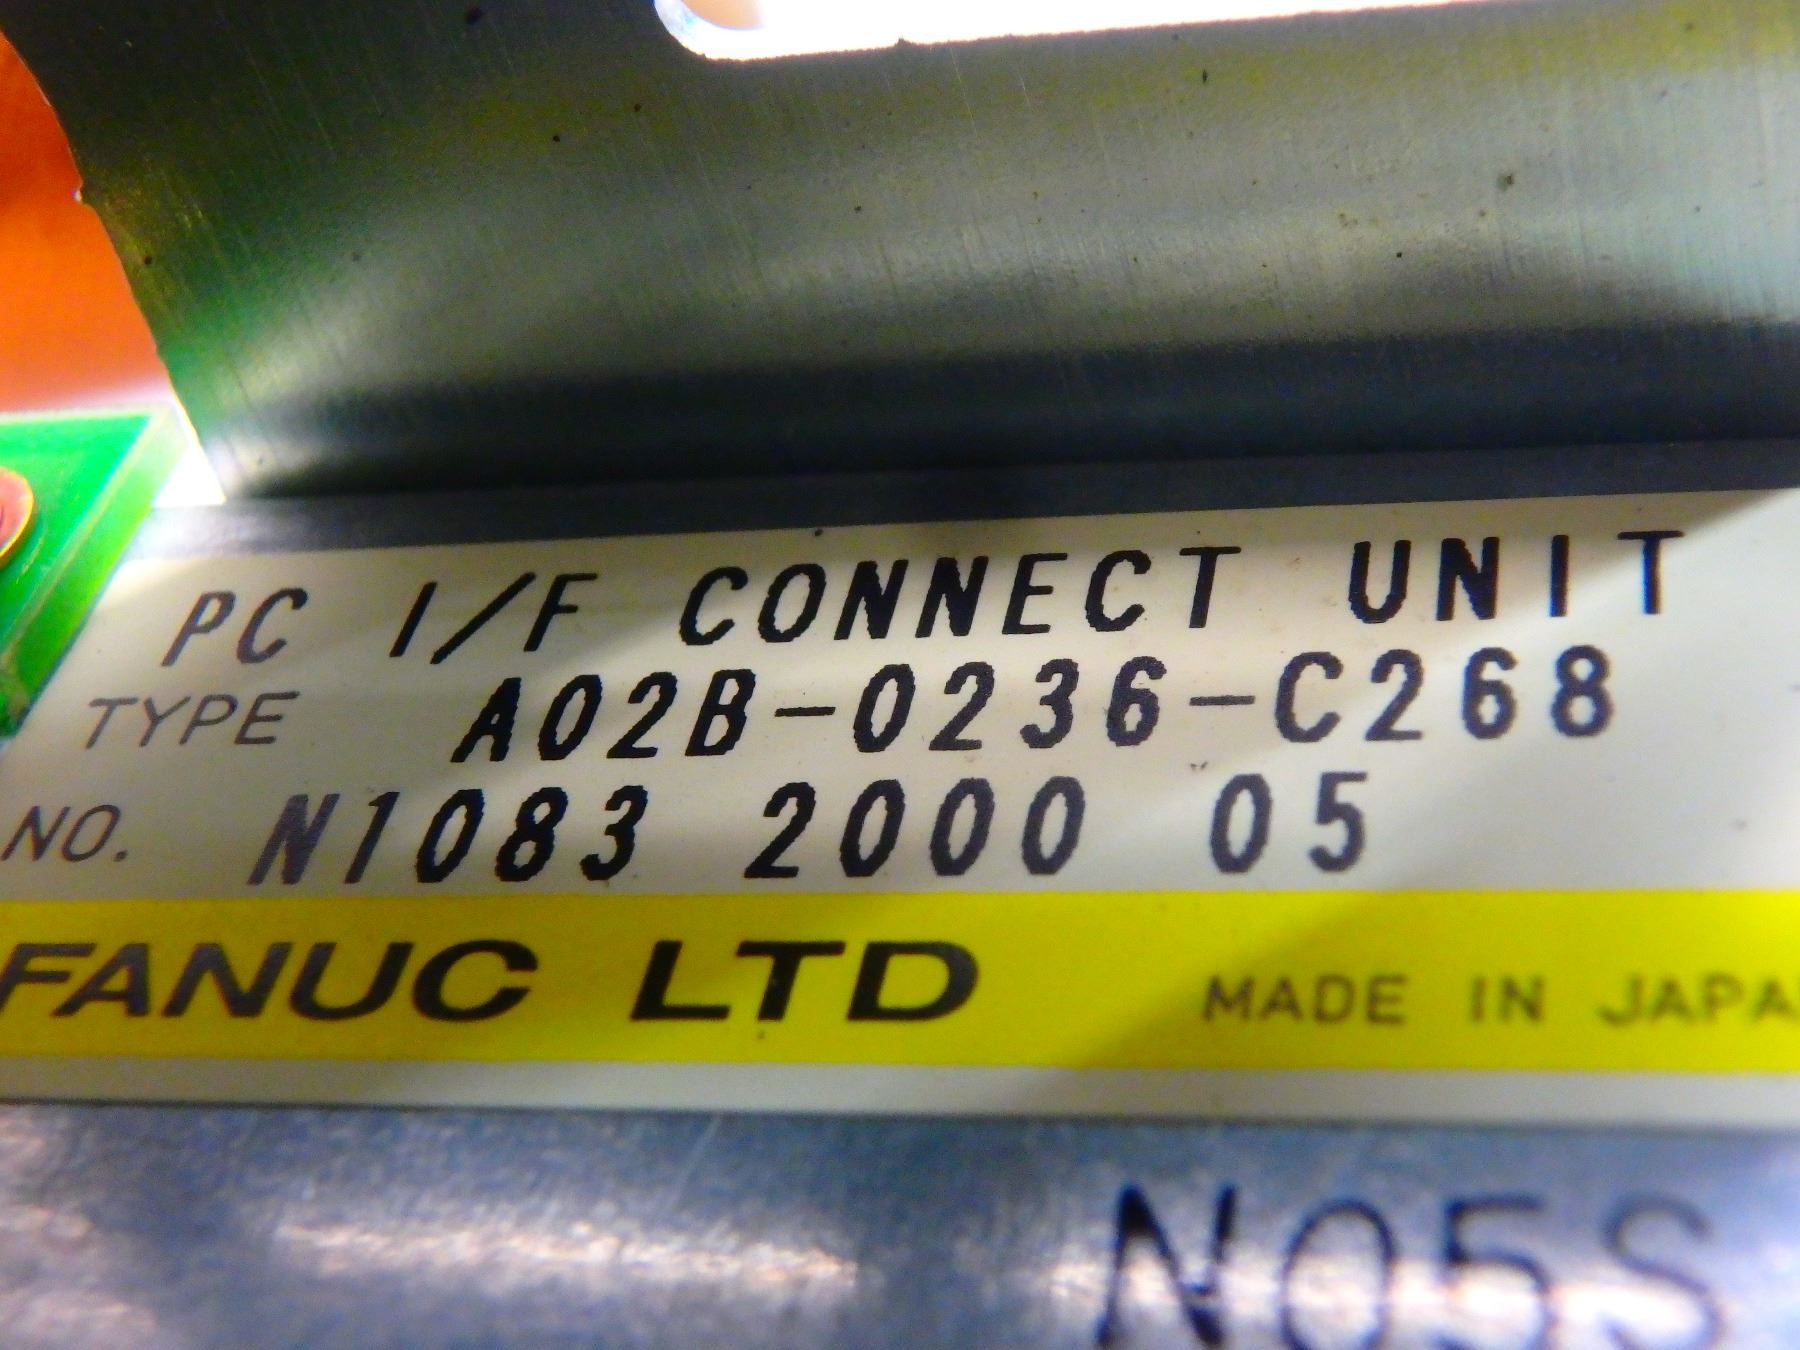 PC I/F CONNECT UNIT
TYPE A02B-0236-C268
NO. N1083 2000 05
FANUC LTD MADE IN JAPA
N05S